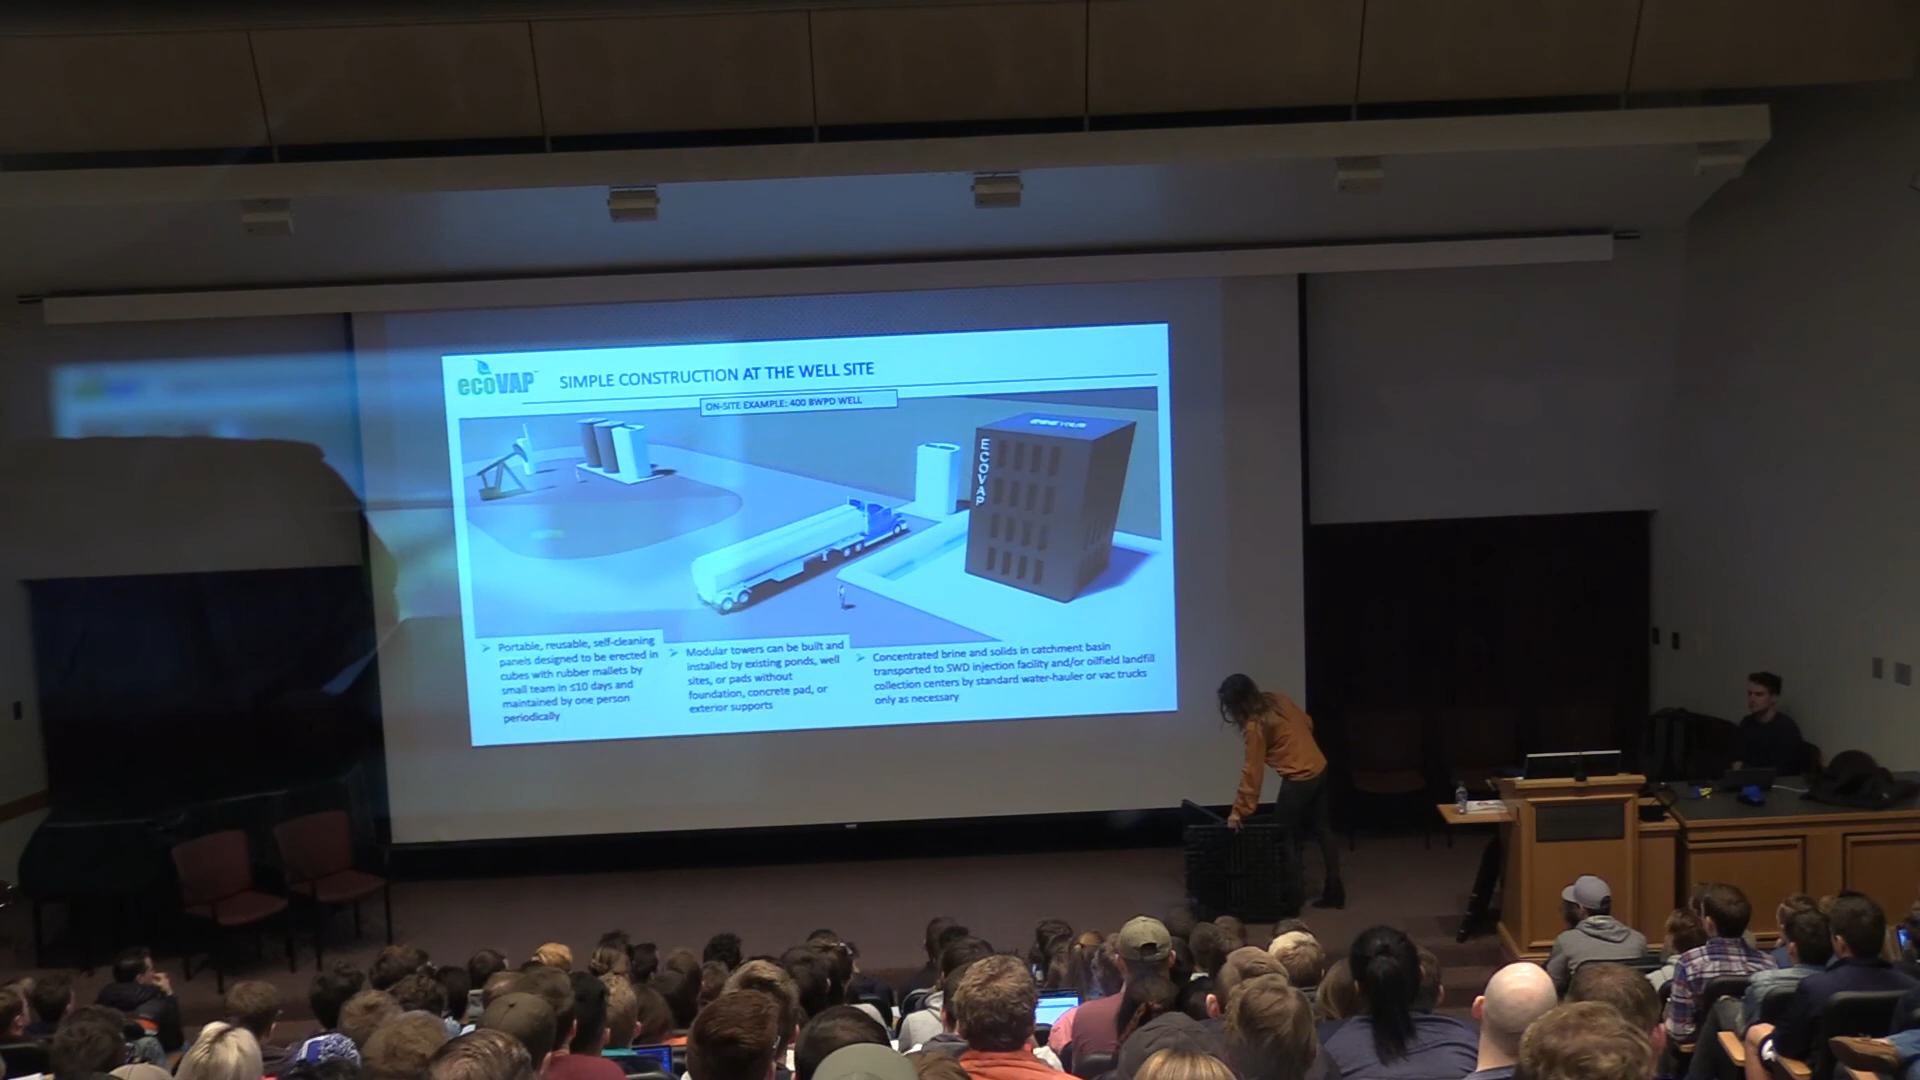 ecoVAP™
SIMPLE CONSTRUCTION AT THE WELL SITE
ON-SITE EXAMPLE: 400 BWPD WELL
ECOVAP
➢ Portable, reusable, self-cleaning
panels designed to be erected in
cubes with rubber mallets by
small team in ≤10 days and
maintained by one person
periodically
➢ Modular towers can be built and
installed by existing ponds, well
sites, or pads without
foundation, concrete pad, or
exterior supports
➢ Concentrated brine and solids in catchment basin
transported to SWD injection facility and/or oilfield landfill
collection centers by standard water-hauler or vac trucks
only as necessary